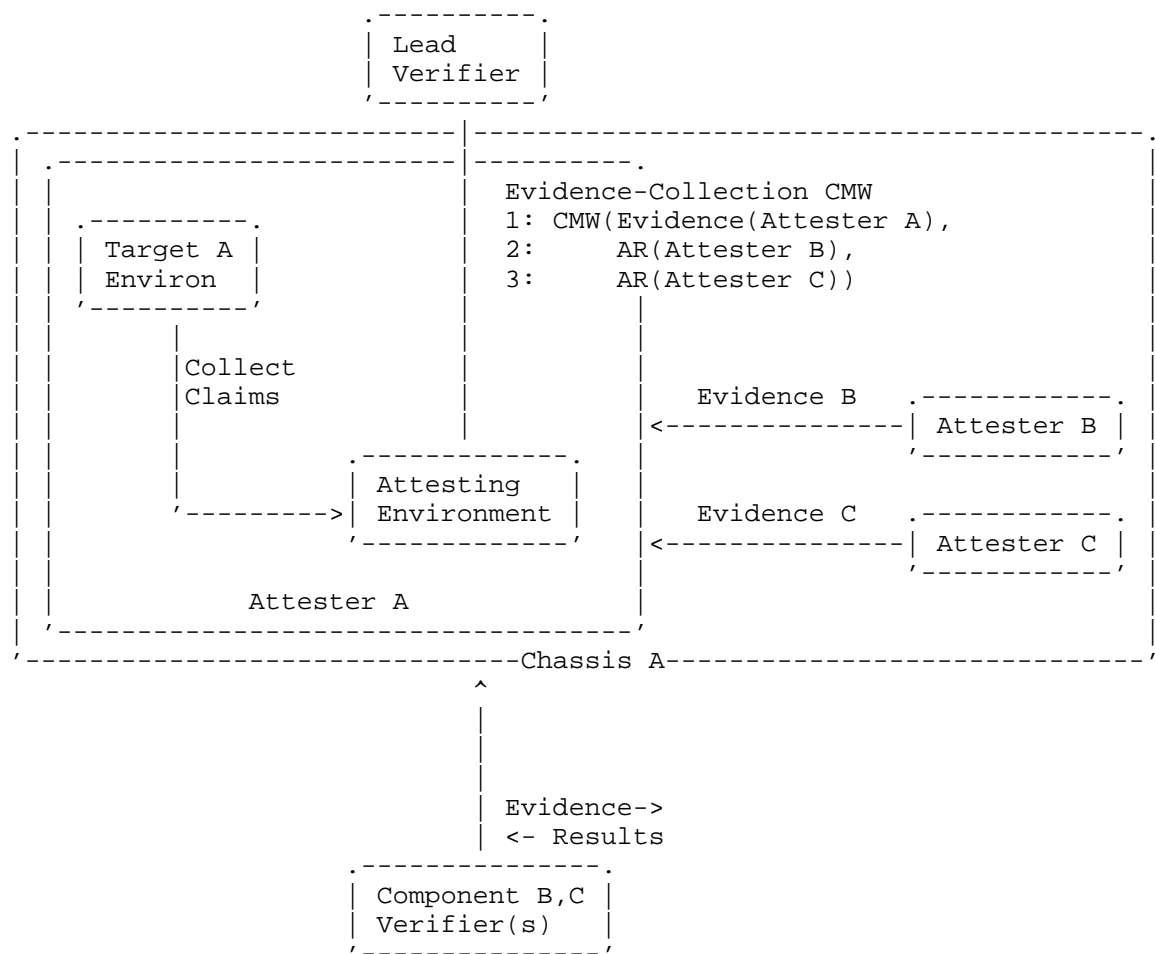 Lead
Verifier
Evidence-Collection CMW
1: CMW(Evidence(Attester A),
2: AR(Attester B),
3: AR(Attester C))
Target A
Environ
Collect
Claims
Evidence B
Attester B
Attesting
Environment
Evidence C
Attester C
Attester A
Chassis A
Evidence->
<- Results
Component B,C
Verifier(s)